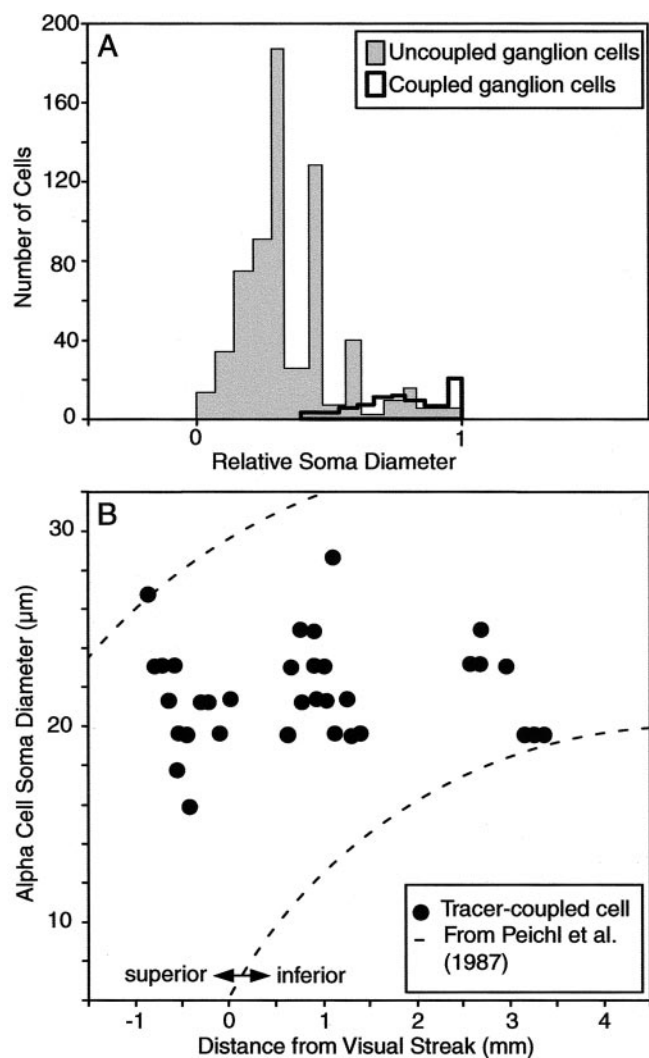 A
200
160
120
80
40
0
Number of Cells
Uncoupled ganglion cells
Coupled ganglion cells
0
1
Relative Soma Diameter
B
30
20
10
Alpha Cell Soma Diameter (µm)
Tracer-coupled cell
From Peichl et al.
(1987)
superior
inferior
-1
0
1
2
3
4
Distance from Visual Streak (mm)